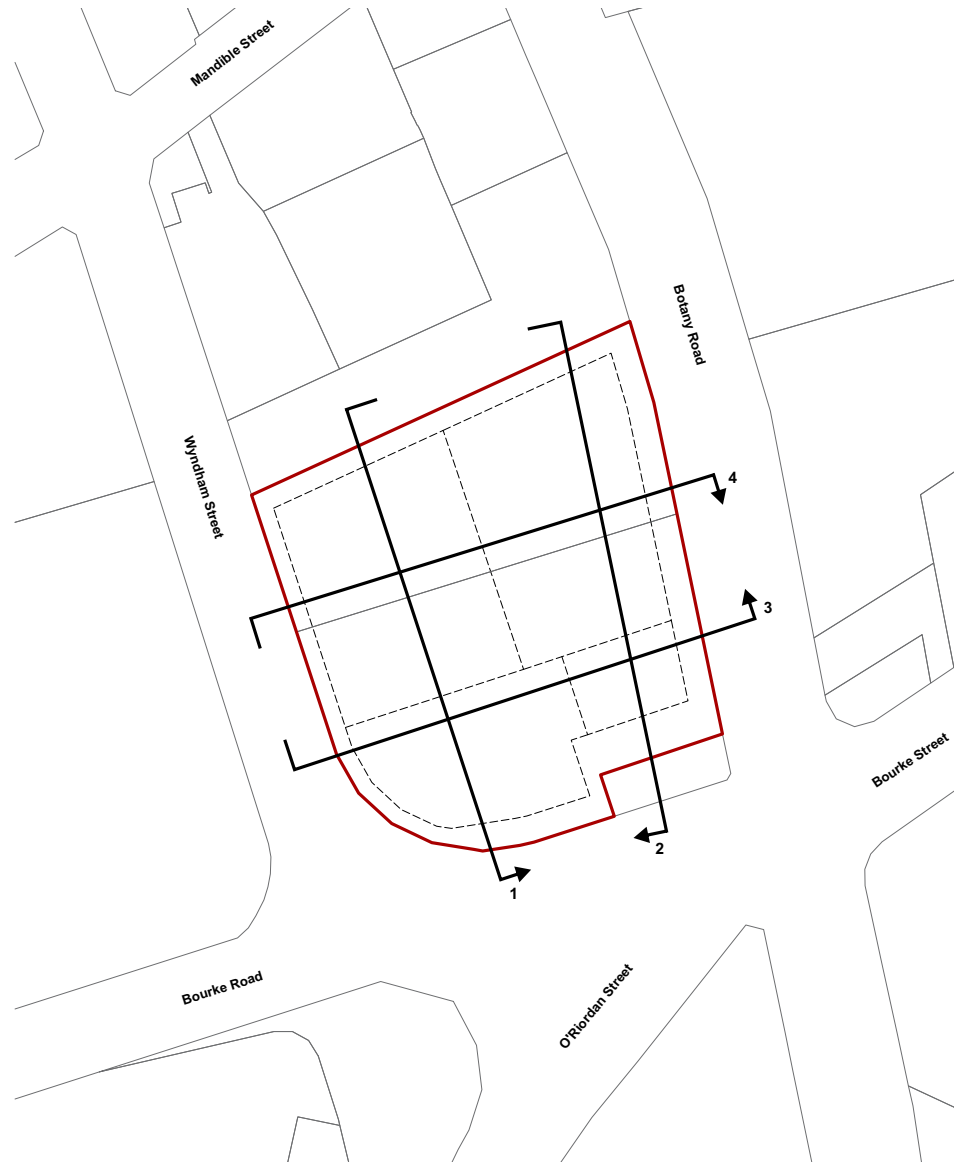 Mandible Street
Botany Road
Wyndham Street
4
3
Bourke Street
2
1
Bourke Road
O'Riordan Street